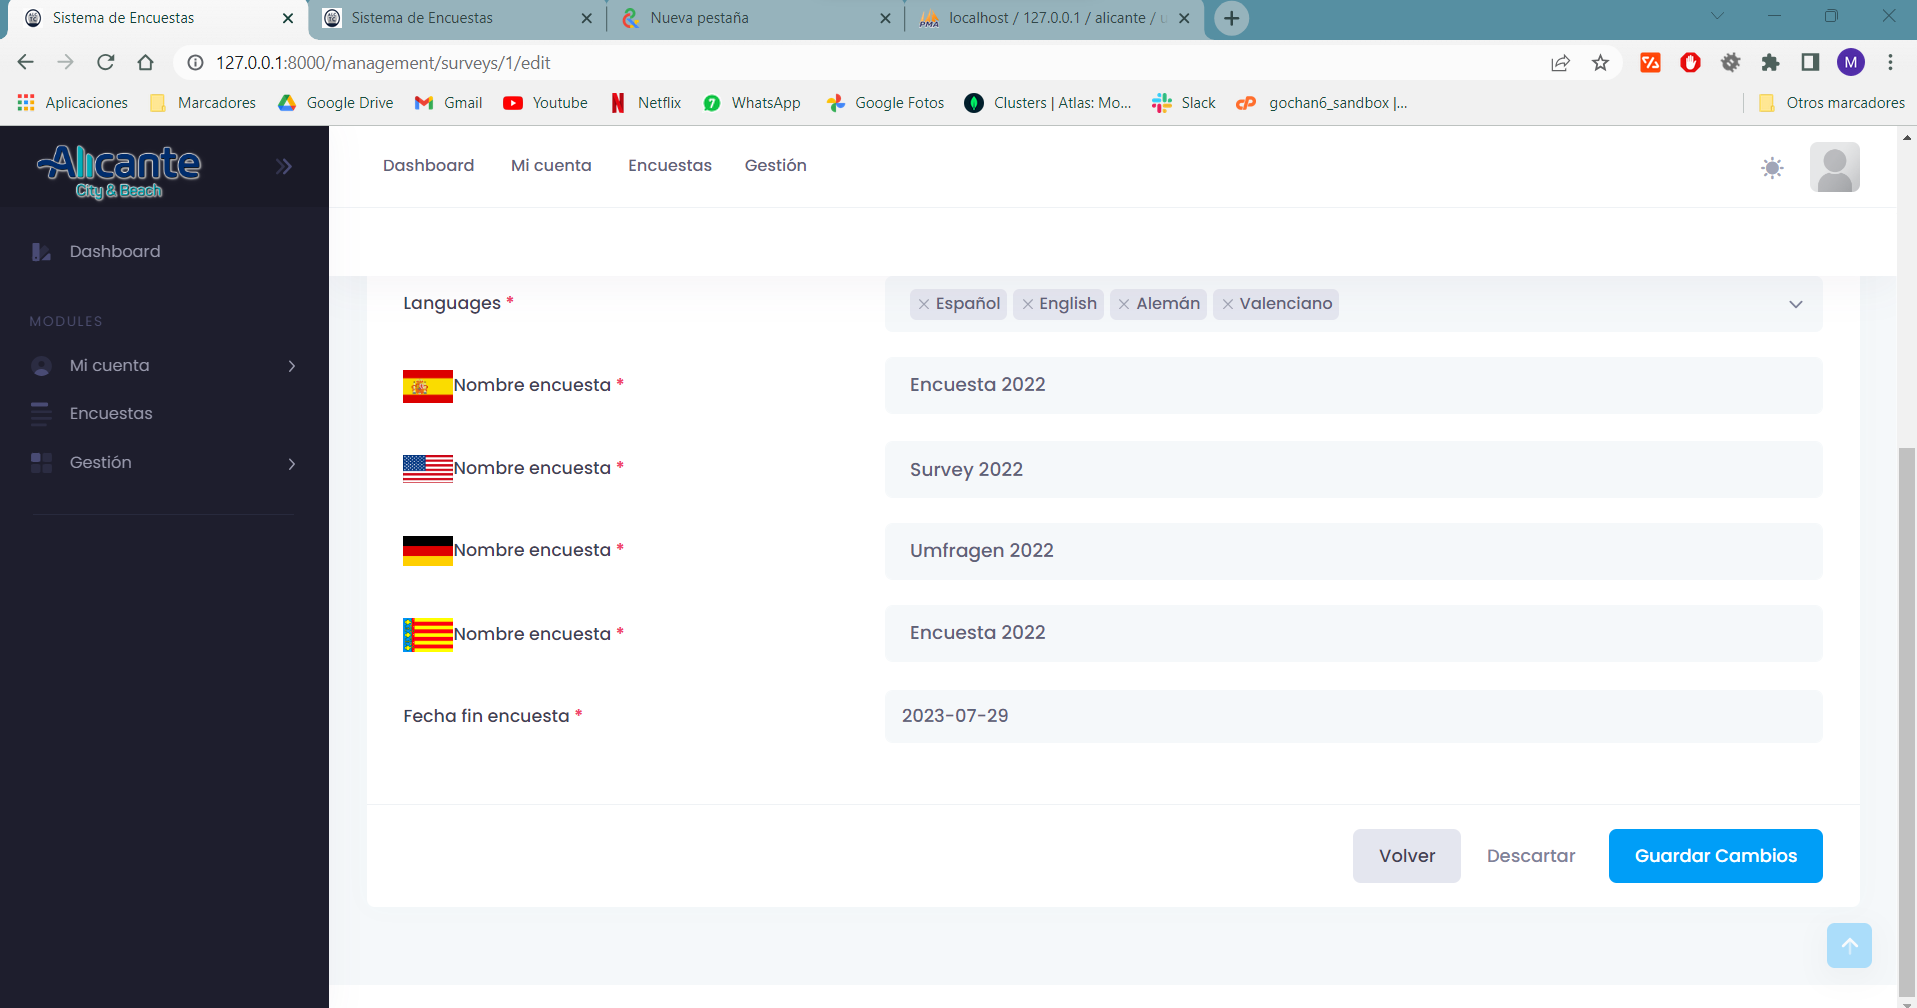 Sistema de Encuestas
Sistema de Encuestas
Nueva pestaña
PMA
localhost / 127.0.0.1 / alicante / u
127.0.0.1:8000/management/surveys/1/edit
M
Aplicaciones
Marcadores
Google Drive
Gmail
Youtube
Netflix
7
WhatsApp
Google Fotos
Clusters | Atlas: Mo...
Slack
cP
gochan6_sandbox |...
Otros marcadores
Alicante
City & Beach
Dashboard
Mi cuenta
Encuestas
Gestión
Dashboard
MODULES
Mi cuenta
Encuestas
Gestión
Languages *
Español
English
Alemán
Valenciano
Nombre encuesta *
Encuesta 2022
Nombre encuesta *
Survey 2022
Nombre encuesta *
Umfragen 2022
Nombre encuesta *
Encuesta 2022
Fecha fin encuesta *
2023-07-29
Volver
Descartar
Guardar Cambios